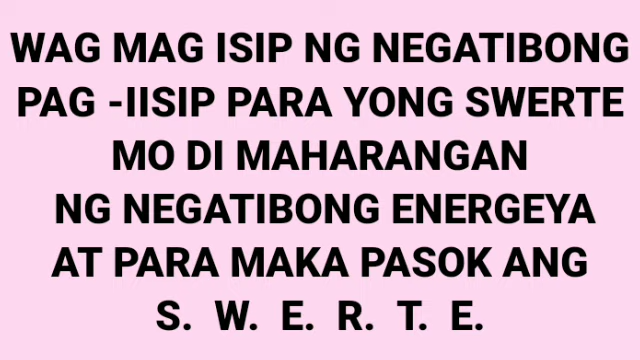 WAG MAG ISIP NG NEGATIBONG
PAG -IISIP PARA YONG SWERTE
MO DI MAHARANGAN
NG NEGATIBONG ENERGEYA
AT PARA MAKA PASOK ANG
S. W. E. R. T. E.